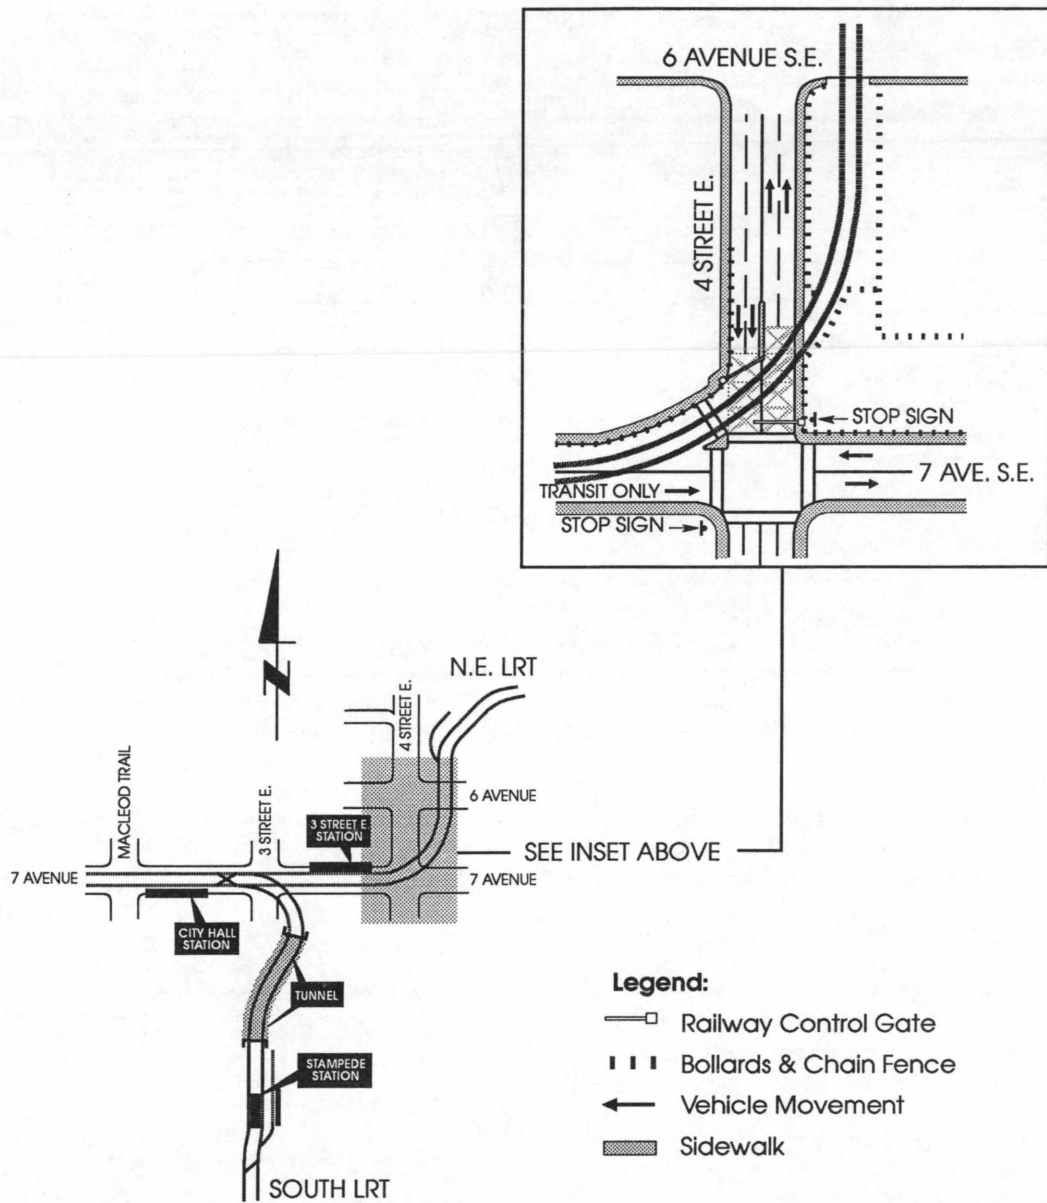 6 AVENUE S.E.
4 STREET E.
STOP SIGN
7 AVE. S.E.
TRANSIT ONLY
STOP SIGN
N
N.E. LRT
4 STREET E.
MACLEOD TRAIL
3 STREET E.
6 AVENUE
3 STREET E.
STATION
SEE INSET ABOVE
7 AVENUE
7 AVENUE
CITY HALL
STATION
TUNNEL
STAMPEDE
STATION
SOUTH LRT
Legend:
Railway Control Gate
Bollards & Chain Fence
Vehicle Movement
Sidewalk